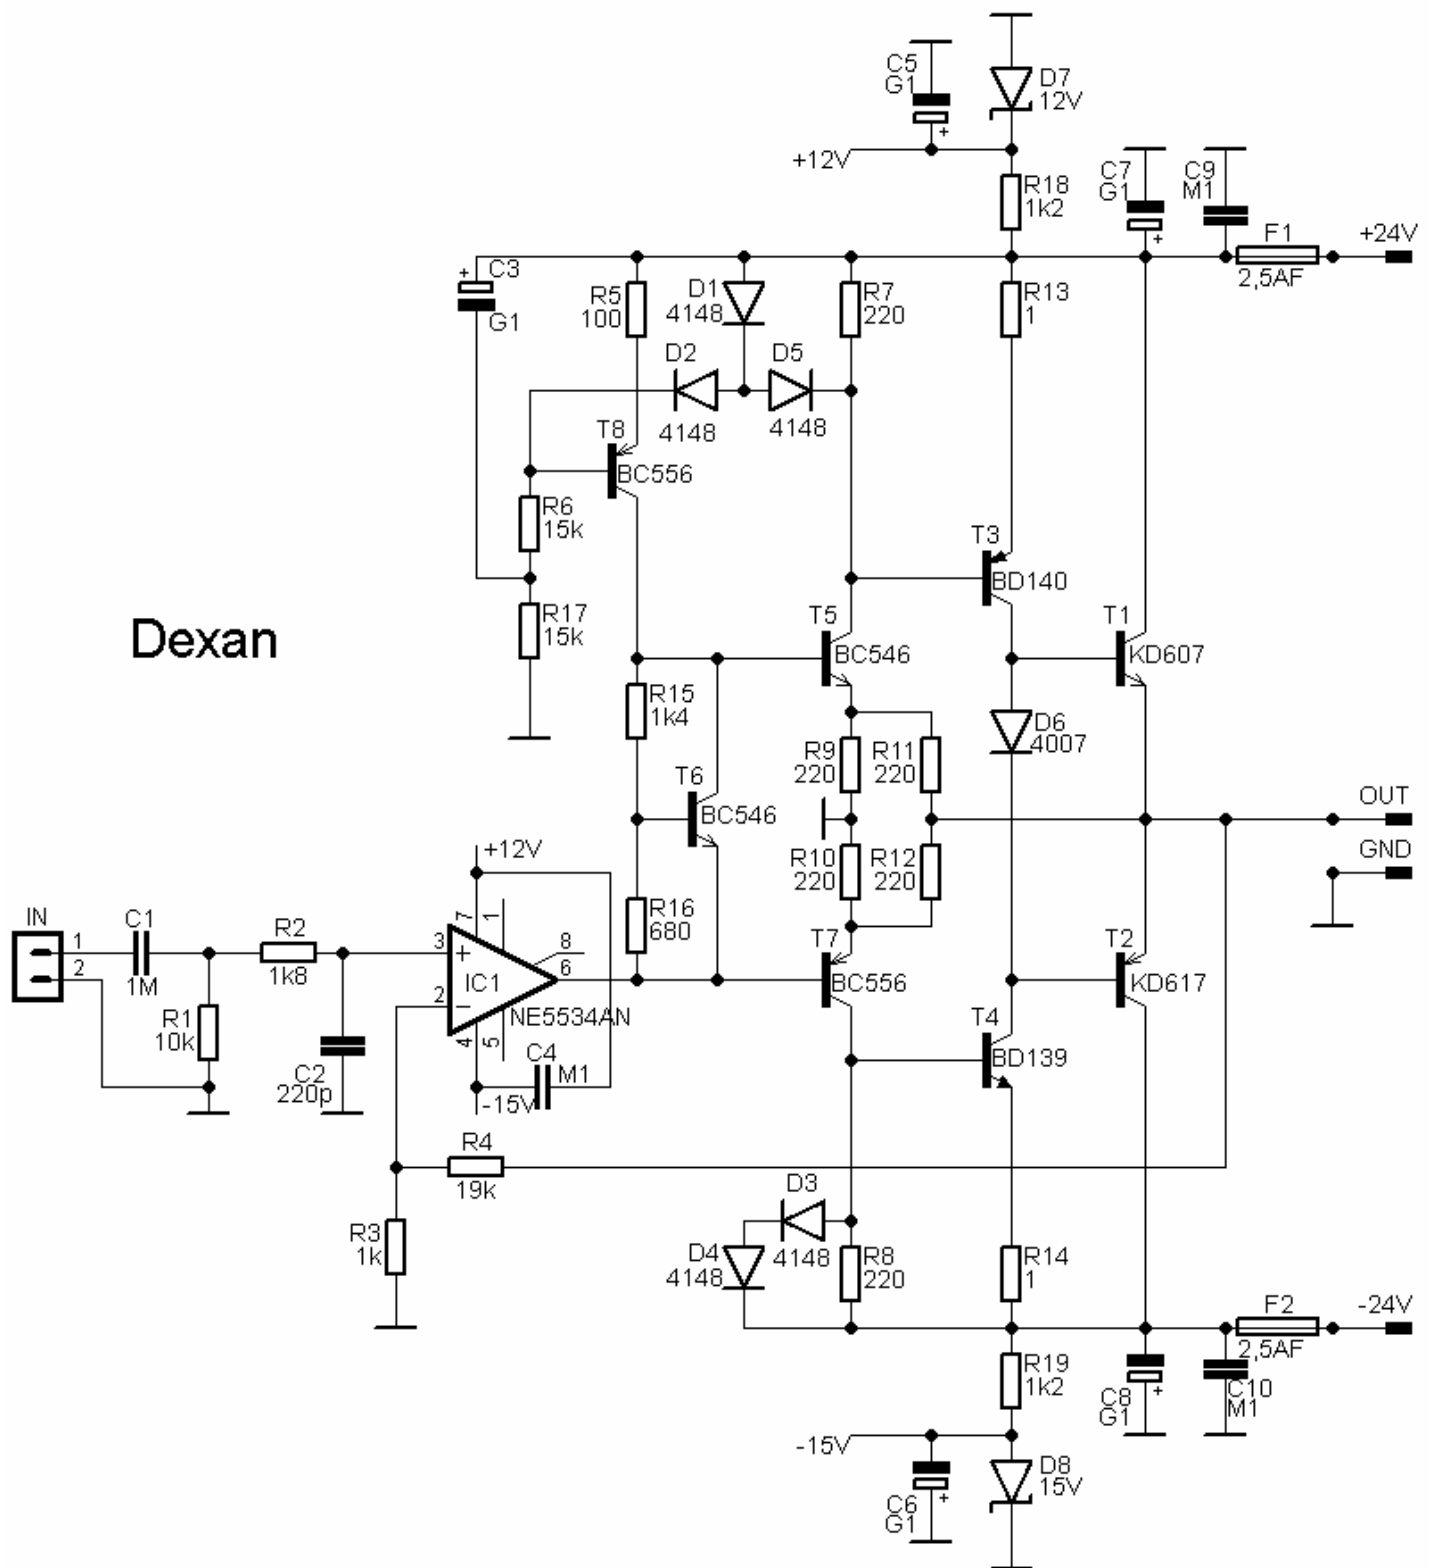 C5
G1
D7
12V
+12V
R18
1k2
C7
G1
+
C9
M1
F1
2,5AF
+24V
+
C3
G1
R5
100
D1
4148
R7
220
R13
1
D2
4148
D5
4148
T8
BC556
R6
15k
R17
15k
T3
BD140
T5
BC546
T1
KD607
Dexan
R15
1k4
D6
4007
R9
220
R11
220
T6
BC546
OUT
GND
R10
220
R12
220
+12V
R16
680
IN
1
2
C1
1M
R2
1k8
R1
10k
C2
220p
3
+
2
-
7
1
8
6
4
5
IC1
NE5534AN
T7
BC556
T2
KD617
T4
BD139
C4
M1
-15V
R4
19k
R3
1k
D3
4148
D4
4148
R8
220
R14
1
F2
2,5AF
-24V
R19
1k2
C8
G1
+
C10
M1
-15V
C6
G1
+
D8
15V
+